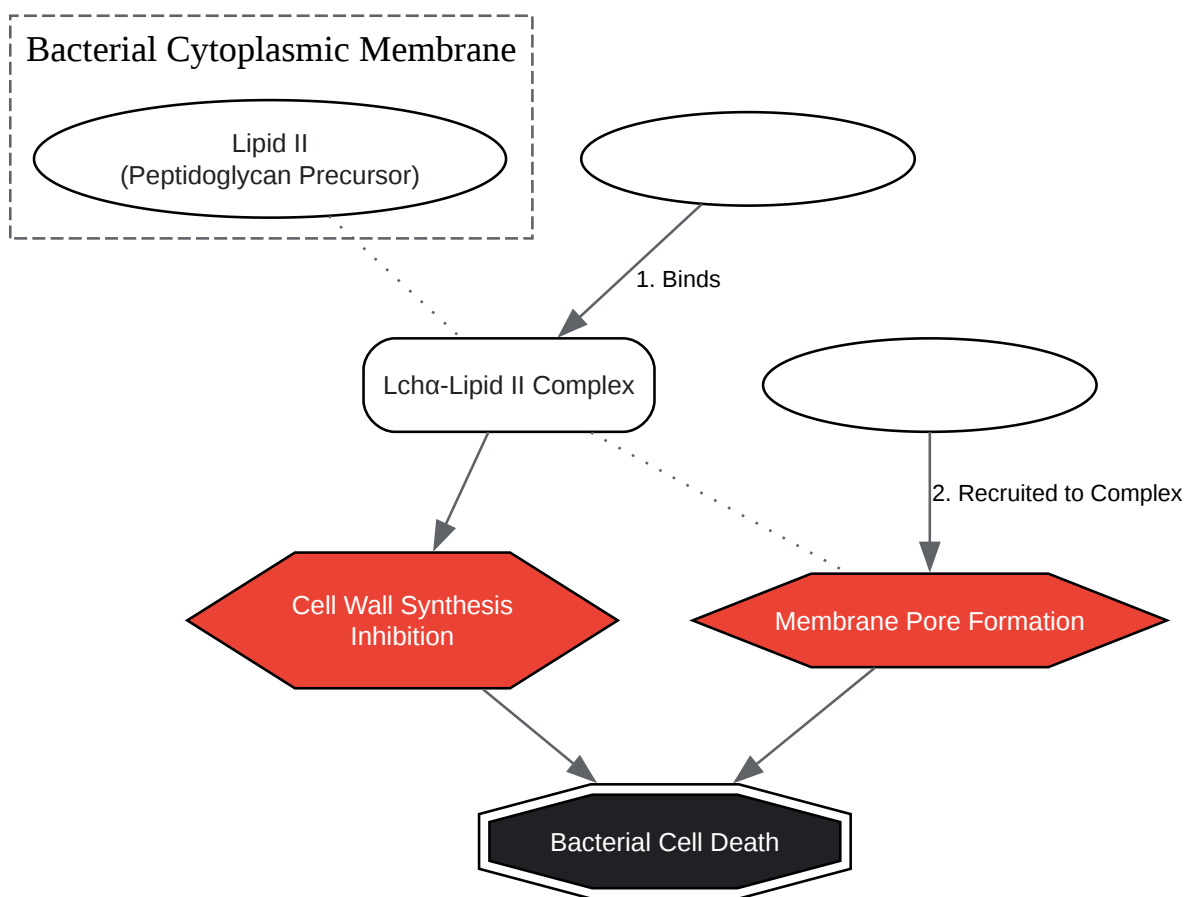 Bacterial Cytoplasmic Membrane
Lipid II
(Peptidoglycan Precursor)
1. Binds
Lchα-Lipid II Complex
2. Recruited to Complex
Cell Wall Synthesis
Inhibition
Membrane Pore Formation
Bacterial Cell Death